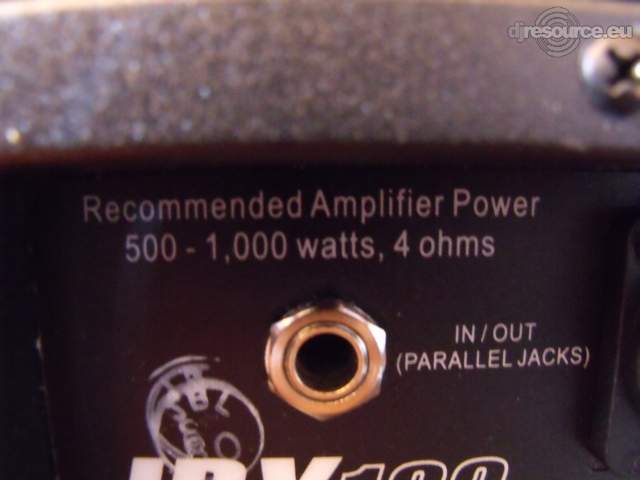 djresource.eu
Recommended Amplifier Power
500 - 1,000 watts, 4 ohms
IN / OUT
(PARALLEL JACKS)